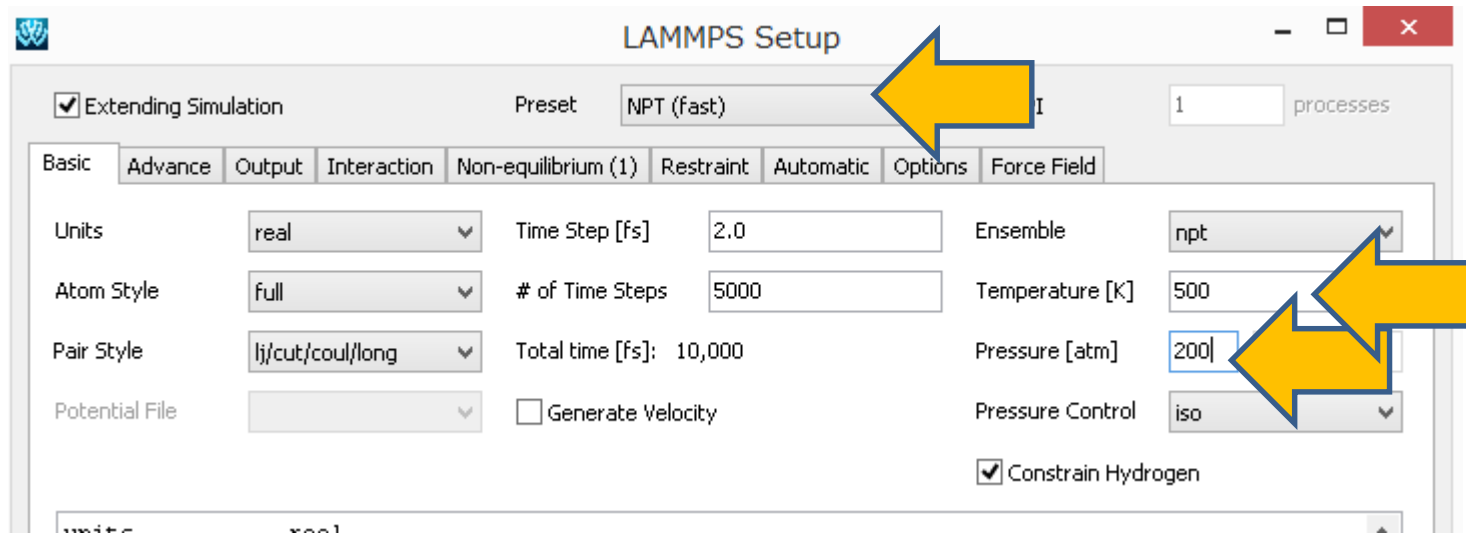 LAMMPS Setup
Extending Simulation Preset NPT (fast) PI 1 processes
Basic Advance Output Interaction Non-equilibrium (1) Restraint Automatic Options Force Field
Units real Time Step [fs] 2.0 Ensemble npt
Atom Style full # of Time Steps 5000 Temperature [K] 500
Pair Style lj/cut/coul/long Total time [fs]: 10,000 Pressure [atm] 200
Potential File Generate Velocity Pressure Control iso
Constrain Hydrogen
units real